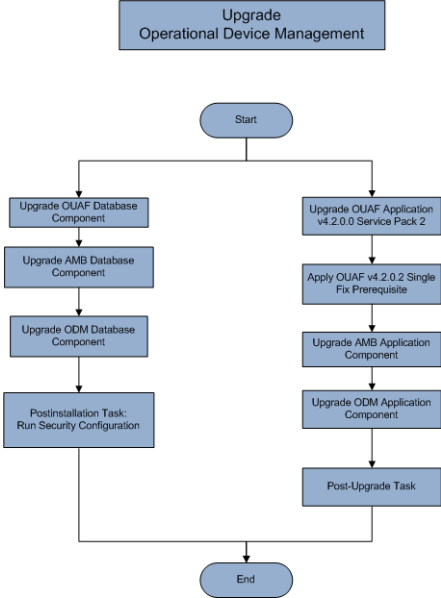 Upgrade
Operational Device Management
Start
Upgrade OUAF Database
Component
Upgrade AMB Database
Component
Upgrade ODM Database
Component
Postinstallation Task:
Run Security Configuration
Upgrade OUAF Application
v4.2.0.0 Service Pack 2
Apply OUAF v4.2.0.2 Single
Fix Prerequisite
Upgrade AMB Application
Component
Upgrade ODM Application
Component
Post-Upgrade Task
End